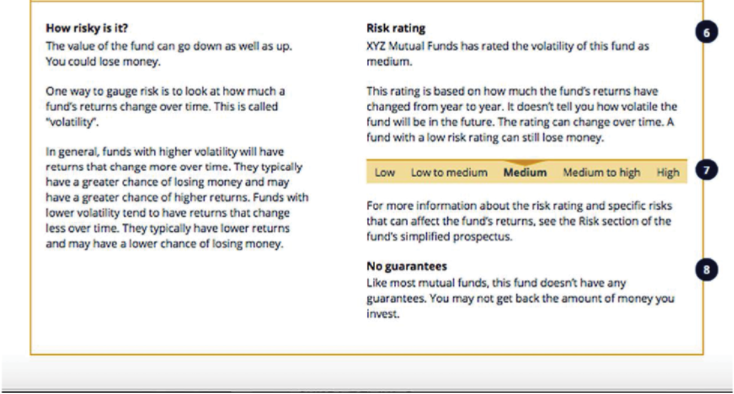 How risky is it?
The value of the fund can go down as well as up.
You could lose money.
One way to gauge risk is to look at how much a
fund's returns change over time. This is called
"volatility".
In general, funds with higher volatility will have
returns that change more over time. They typically
have a greater chance of losing money and may
have a greater chance of higher returns. Funds with
lower volatility tend to have returns that change
less over time. They typically have lower returns
and may have a lower chance of losing money.
Risk rating
6
XYZ Mutual Funds has rated the volatility of this fund as
medium.
This rating is based on how much the fund's returns have
changed from year to year. It doesn't tell you how volatile the
fund will be in the future. The rating can change over time. A
fund with a low risk rating can still lose money.
Low Low to medium Medium Medium to high High
7
For more information about the risk rating and specific risks
that can affect the fund's returns, see the Risk section of the
fund's simplified prospectus.
No guarantees
8
Like most mutual funds, this fund doesn't have any
guarantees. You may not get back the amount of money you
invest.